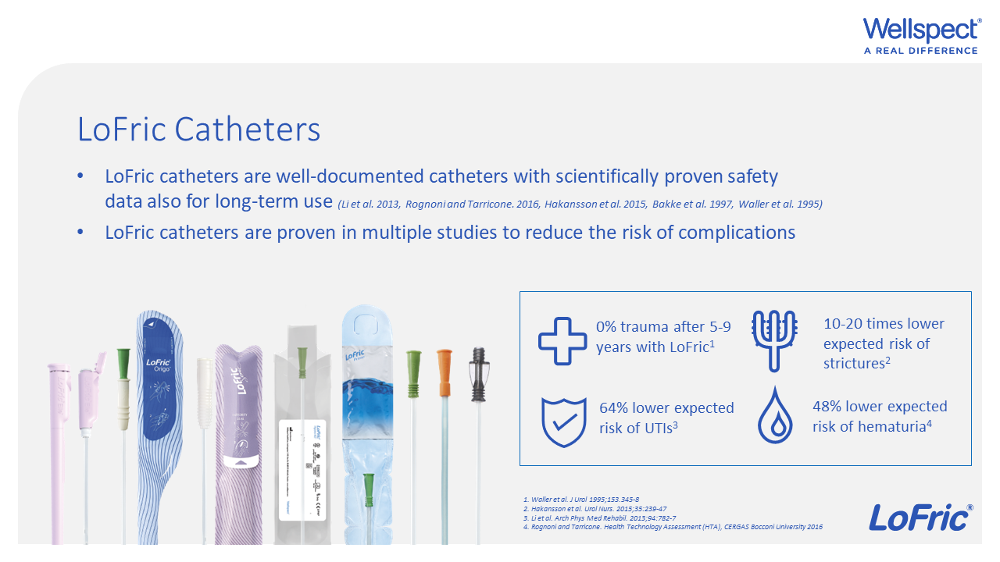 Wellspect®
A REAL DIFFERENCE
LoFric Catheters
• LoFric catheters are well-documented catheters with scientifically proven safety
data also for long-term use (Li et al. 2013, Rognoni and Tarricone. 2016, Hakansson et al. 2015, Bakke et al. 1997, Waller et al. 1995)
• LoFric catheters are proven in multiple studies to reduce the risk of complications
0% trauma after 5-9
years with LoFric1
10-20 times lower
expected risk of
strictures2
64% lower expected
risk of UTIs3
48% lower expected
risk of hematuria4
LoFric
Origo
LoFric
LoFric
1. Waller et al. J Urol 1995;153.345-8
2. Hakansson et al. Urol Nurs. 2015;35:239-47
3. Li et al. Arch Phys Med Rehabil. 2013;94:782-7
4. Rognoni and Tarricone. Health Technology Assessment (HTA), CERGAS Bocconi University 2016
LoFric®